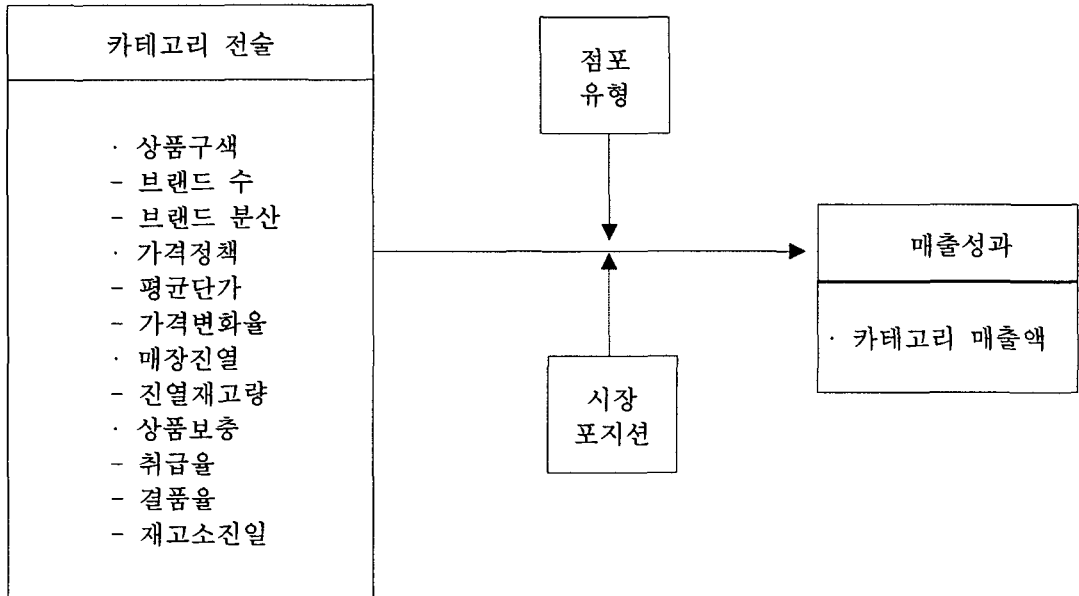 카테고리 전술
· 상품구색
- 브랜드 수
- 브랜드 분산
· 가격정책
- 평균단가
- 가격변화율
· 매장진열
- 진열재고량
· 상품보충
- 취급율
- 결품율
- 재고소진일
점포
유형
시장
포지션
매출성과
· 카테고리 매출액